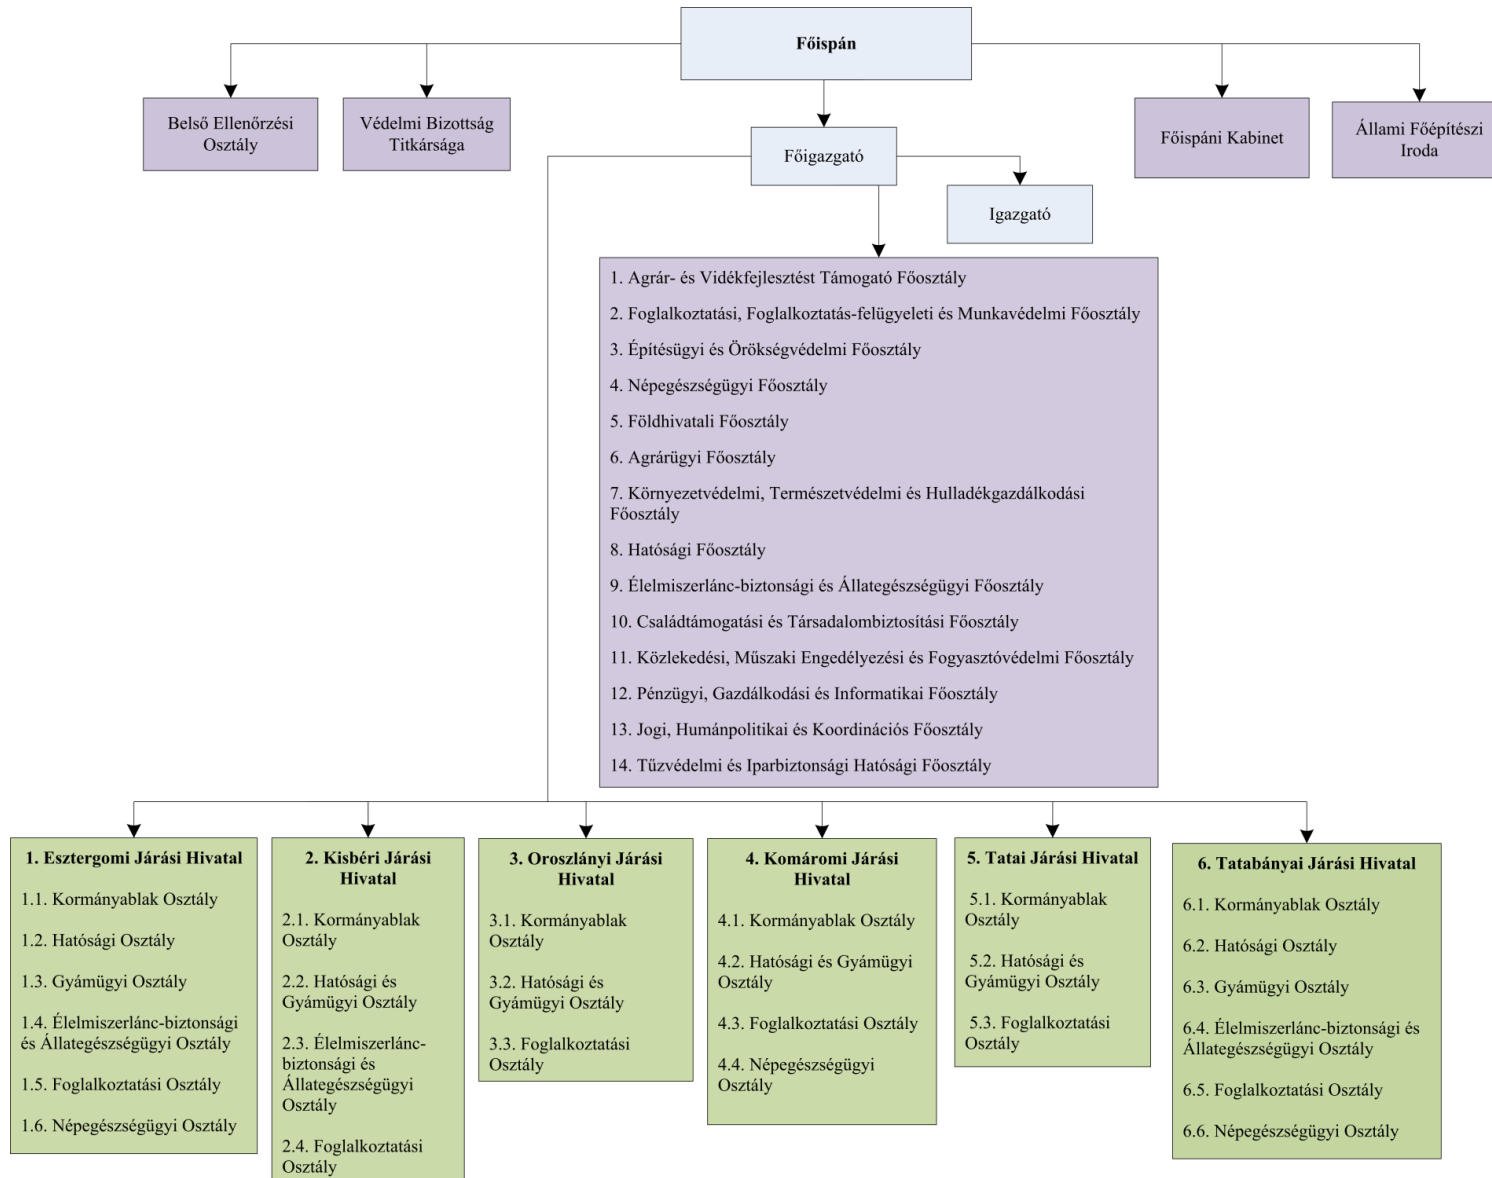 Főispán
Belső Ellenőrzési
Osztály
Védelmi Bizottság
Titkársága
Főispáni Kabinet
Állami Főépítészi
Iroda
Főigazgató
Igazgató
1. Agrár- és Vidékfejlesztést Támogató Főosztály
2. Foglalkoztatási, Foglalkoztatás-felügyeleti és Munkavédelmi Főosztály
3. Építésügyi és Örökségvédelmi Főosztály
4. Népegészségügyi Főosztály
5. Földhivatali Főosztály
6. Agrárügyi Főosztály
7. Környezetvédelmi, Természetvédelmi és Hulladékgazdálkodási
Főosztály
8. Hatósági Főosztály
9. Élelmiszerlánc-biztonsági és Állategészségügyi Főosztály
10. Családtámogatási és Társadalombiztosítási Főosztály
11. Közlekedési, Műszaki Engedélyezési és Fogyasztóvédelmi Főosztály
12. Pénzügyi, Gazdálkodási és Informatikai Főosztály
13. Jogi, Humánpolitikai és Koordinációs Főosztály
14. Tűzvédelmi és Iparbiztonsági Hatósági Főosztály
1. Esztergomi Járási Hivatal
1.1. Kormányablak Osztály
1.2. Hatósági Osztály
1.3. Gyámügyi Osztály
1.4. Élelmiszerlánc-biztonsági
és Állategészségügyi Osztály
1.5. Foglalkoztatási Osztály
1.6. Népegészségügyi Osztály
2. Kisbéri Járási
Hivatal
2.1. Kormányablak
Osztály
2.2. Hatósági és
Gyámügyi Osztály
2.3. Élelmiszerlánc-
biztonsági és
Állategészségügyi
Osztály
2.4. Foglalkoztatási
Osztály
3. Oroszlányi Járási
Hivatal
3.1. Kormányablak
Osztály
3.2. Hatósági és
Gyámügyi Osztály
3.3. Foglalkoztatási
Osztály
4. Komáromi Járási
Hivatal
4.1. Kormányablak Osztály
4.2. Hatósági és Gyámügyi
Osztály
4.3. Foglalkoztatási Osztály
4.4. Népegészségügyi
Osztály
5. Tatai Járási Hivatal
5.1. Kormányablak
Osztály
5.2. Hatósági és
Gyámügyi Osztály
5.3. Foglalkoztatási
Osztály
6. Tatabányai Járási Hivatal
6.1. Kormányablak Osztály
6.2. Hatósági Osztály
6.3. Gyámügyi Osztály
6.4. Élelmiszerlánc-biztonsági és
Állategészségügyi Osztály
6.5. Foglalkoztatási Osztály
6.6. Népegészségügyi Osztály